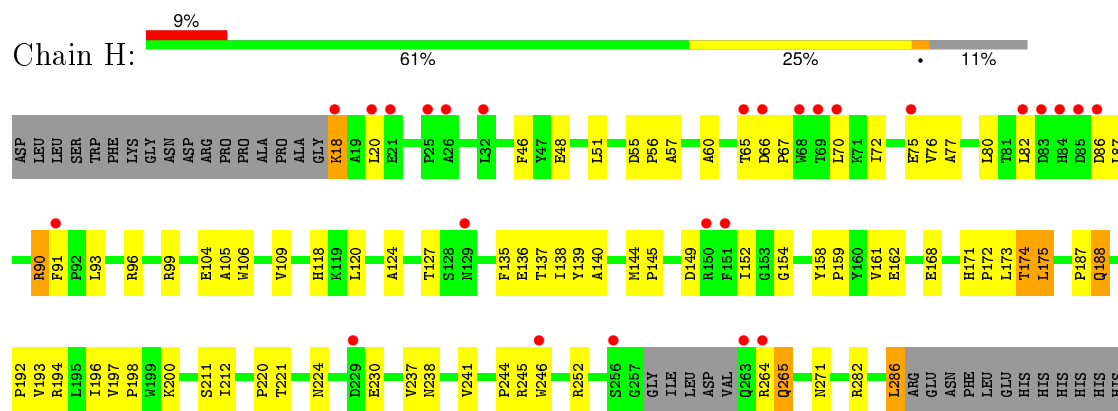 9%
Chain H:
61% 25% • 11%
ASP LEU LEU SER TRP PHE LYS GLY ASN ASP ARG PRO PRO ALA PRO ALA GLY K18 A19 L20 E21 P25 A26 L32 F46 Y47 E48 L51 D55 P56 A57 A60 T65 D66 P67 W68 T69 L70 K71 I72 E75 V76 A77 L80 T81 L82 D83 H84 D85 D86 L87
R90 F91 P92 L93 R96 R99 E104 A105 W106 V109 H118 K119 L120 A124 T127 S128 N129 F135 E136 T137 I138 Y139 A140 M144 P145 D149 R150 F151 I152 G153 G154 Y158 P159 Y160 V161 E162 E168 H171 P172 L173 T174 L175 P187 Q188
P192 V193 R194 L195 I196 V197 P198 W199 K200 S211 I212 P220 T221 N224 D229 E230 V237 N238 V241 P244 R245 W246 R252 S256 G257 GLY ILE LEU ASP VAL Q263 R264 Q265 N271 R282 L286 ARG GLU ASN PHE LEU GLU HIS HIS HIS HIS HIS HIS